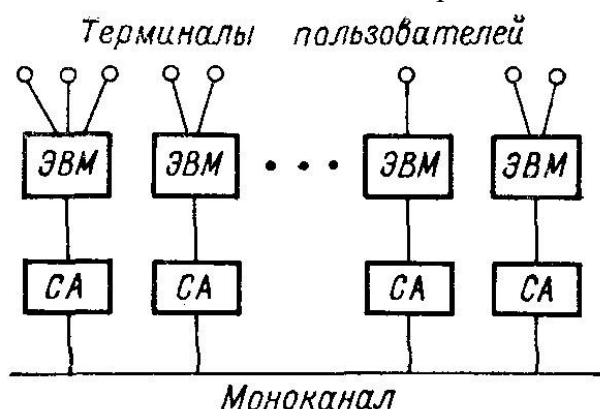 Терминалы пользователей
ЭВМ ЭВМ ... ЭВМ ЭВМ
СА СА СА СА
Моноканал